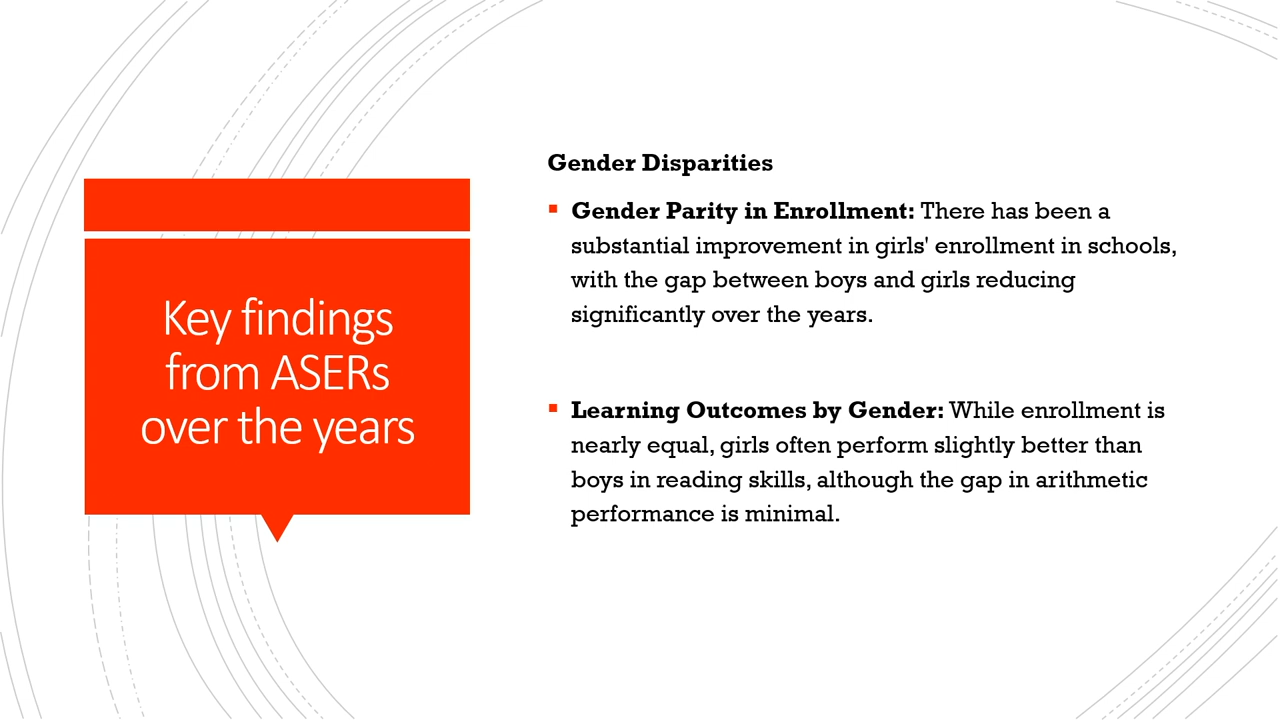 Key findings
from ASERs
over the years
Gender Disparities
Gender Parity in Enrollment: There has been a
substantial improvement in girls' enrollment in schools,
with the gap between boys and girls reducing
significantly over the years.
Learning Outcomes by Gender: While enrollment is
nearly equal, girls often perform slightly better than
boys in reading skills, although the gap in arithmetic
performance is minimal.